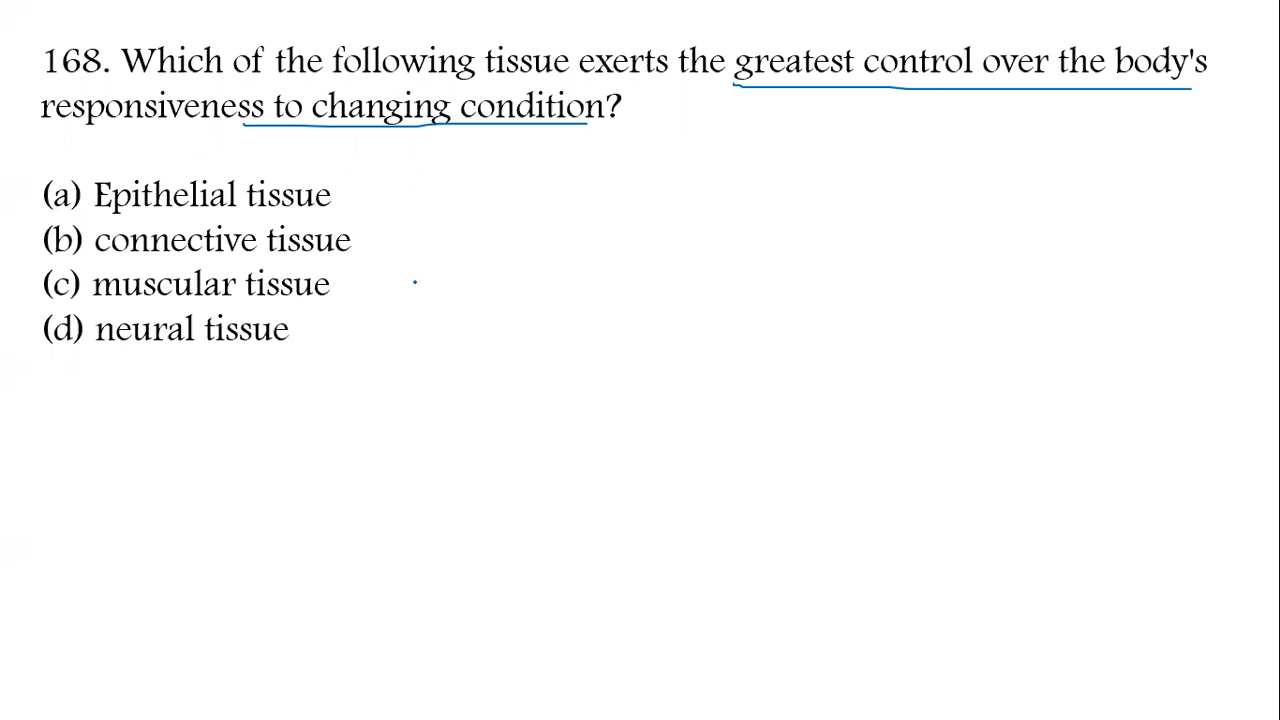 168. Which of the following tissue exerts the greatest control over the body's
responsiveness to changing condition?
(a) Epithelial tissue
(b) connective tissue
(c) muscular tissue
(d) neural tissue